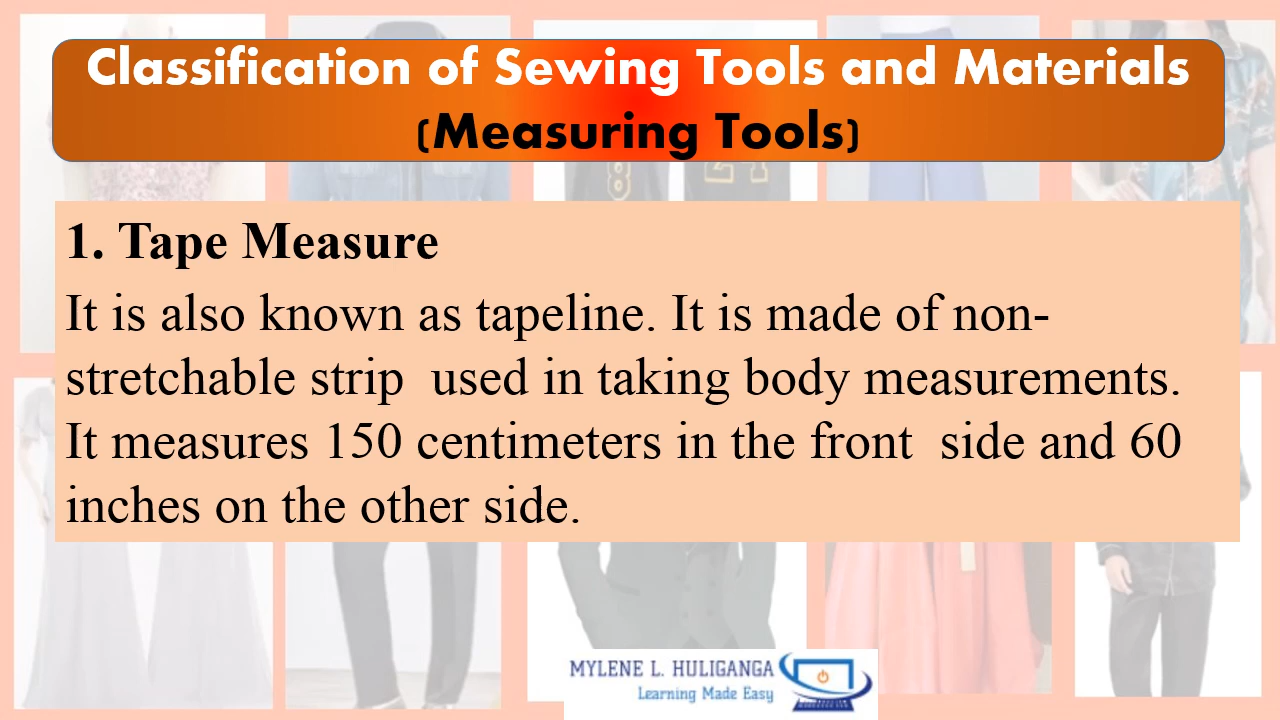 Classification of Sewing Tools and Materials
(Measuring Tools)
1. Tape Measure
It is also known as tapeline. It is made of non-
stretchable strip  used in taking body measurements.
It measures 150 centimeters in the front  side and 60
inches on the other side.
MYLENE L. HULIGANGA
Learning Made Easy